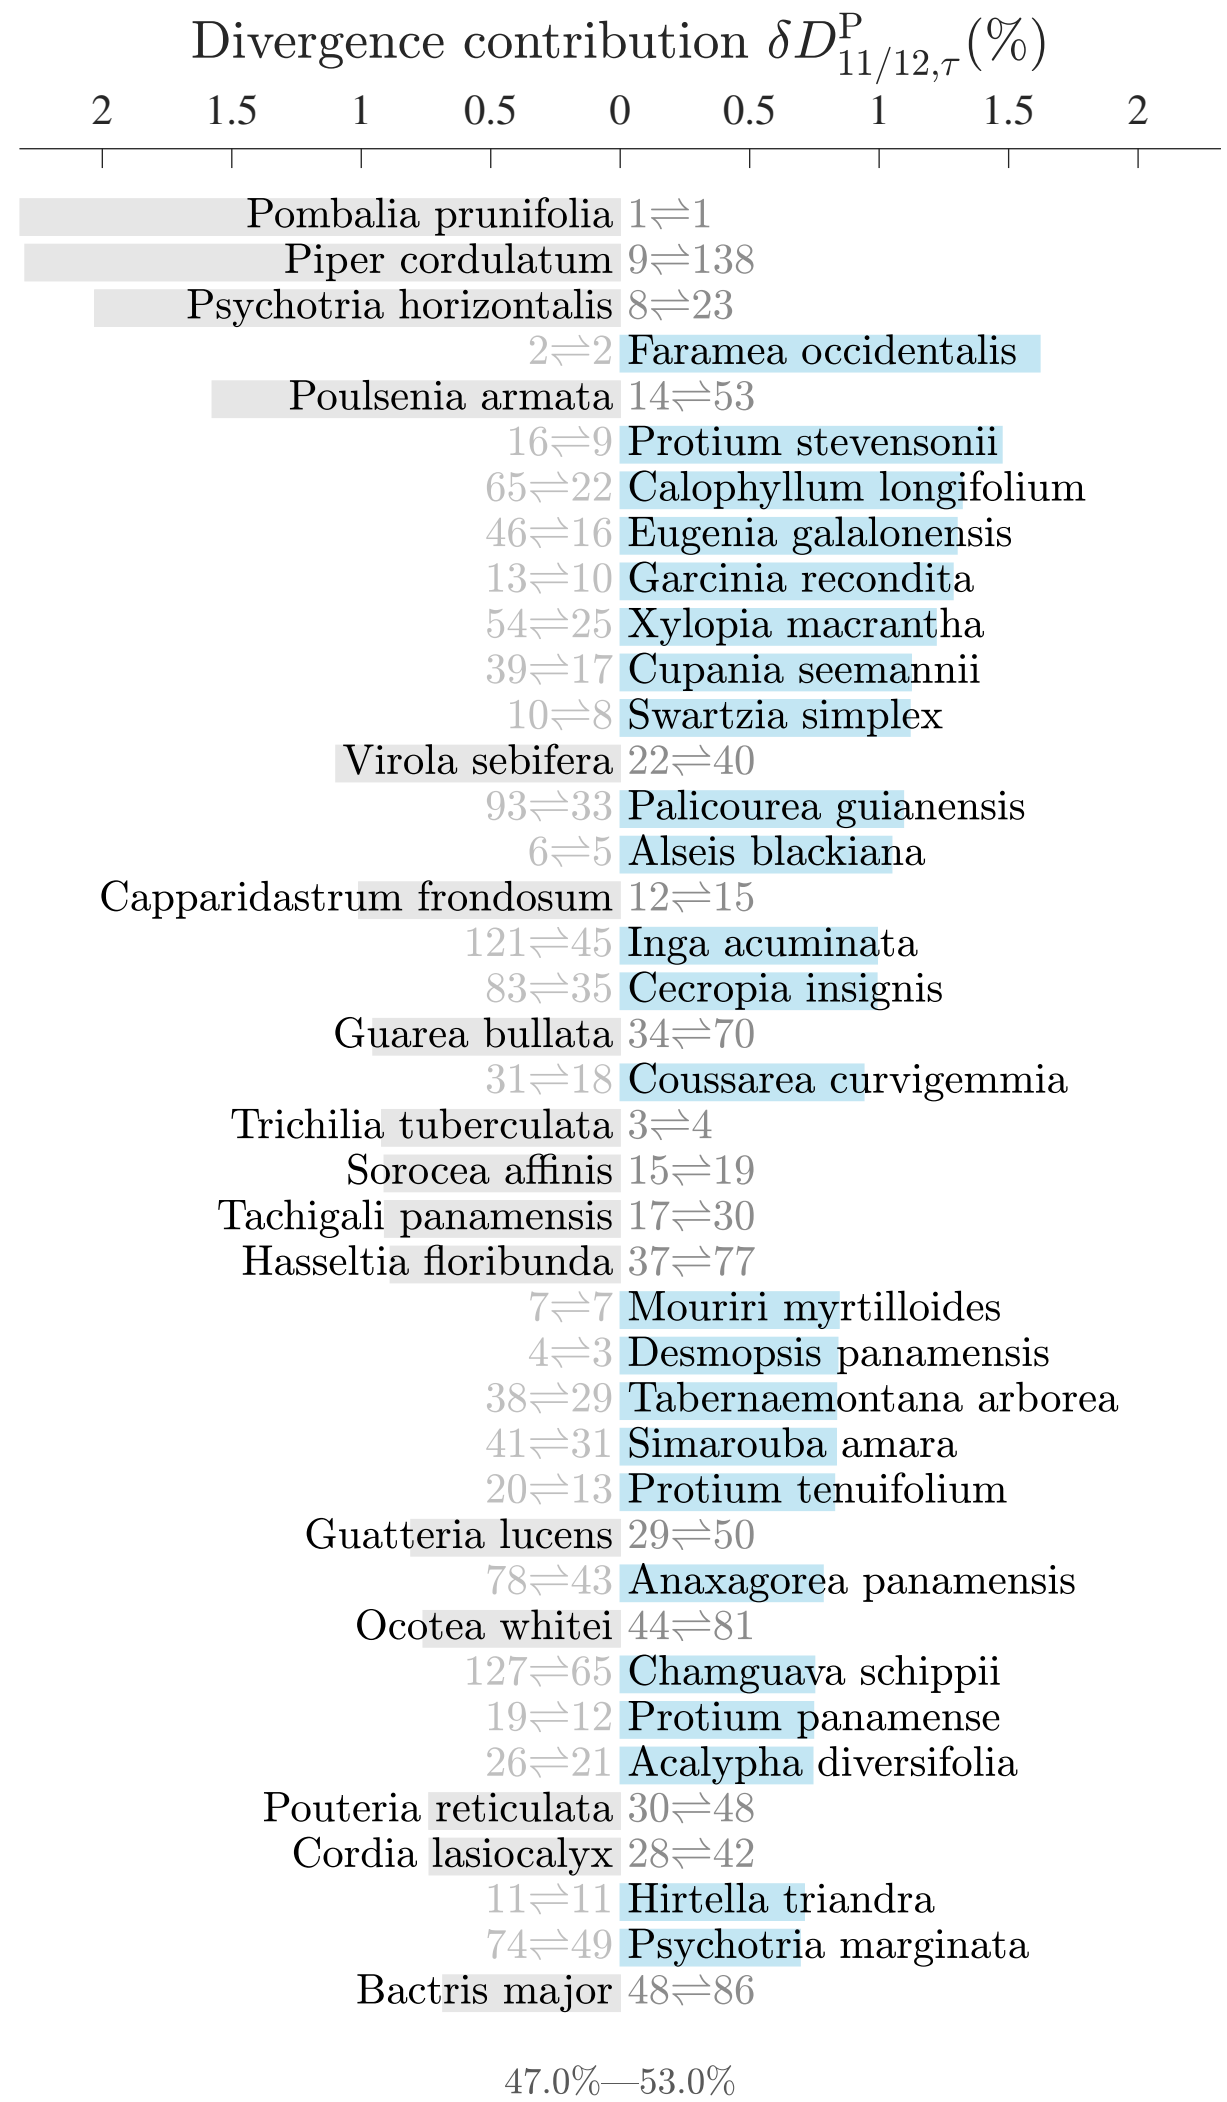 Divergence contribution δD^P_{11/12,τ}(%)
2 1.5 1 0.5 0 0.5 1 1.5 2
Pombalia prunifolia 1⇌1
Piper cordulatum 9⇌138
Psychotria horizontalis 8⇌23
2⇌2 Faramea occidentalis
Poulsenia armata 14⇌53
16⇌9 Protium stevensonii
65⇌22 Calophyllum longifolium
46⇌16 Eugenia galalonensis
13⇌10 Garcinia recondita
54⇌25 Xylopia macrantha
39⇌17 Cupania seemannii
10⇌8 Swartzia simplex
Virola sebifera 22⇌40
93⇌33 Palicourea guianensis
6⇌5 Alseis blackiana
Capparidastrum frondosum 12⇌15
121⇌45 Inga acuminata
83⇌35 Cecropia insignis
Guarea bullata 34⇌70
31⇌18 Coussarea curvigemmia
Trichilia tuberculata 3⇌4
Sorocea affinis 15⇌19
Tachigali panamensis 17⇌30
Hasseltia floribunda 37⇌77
7⇌7 Mouriri myrtilloides
4⇌3 Desmopsis panamensis
38⇌29 Tabernaemontana arborea
41⇌31 Simarouba amara
20⇌13 Protium tenuifolium
Guatteria lucens 29⇌50
78⇌43 Anaxagorea panamensis
Ocotea whitei 44⇌81
127⇌65 Chamguava schippii
19⇌12 Protium panamense
26⇌21 Acalypha diversifolia
Pouteria reticulata 30⇌48
Cordia lasiocalyx 28⇌42
11⇌11 Hirtella triandra
74⇌49 Psychotria marginata
Bactris major 48⇌86
47.0%—53.0%